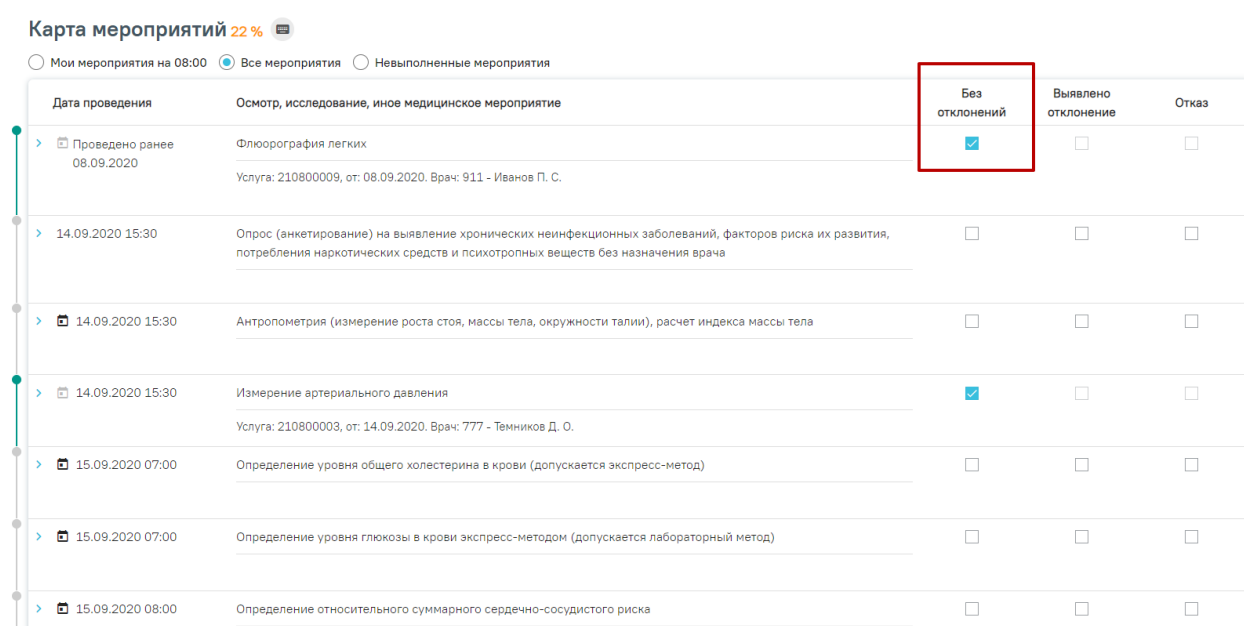 Карта мероприятий 22 %
Мои мероприятия на 08:00 Все мероприятия Невыполненные мероприятия
Дата проведения Осмотр, исследование, иное медицинское мероприятие Без отклонений Выявлено отклонение Отказ
Проведено ранее Флюорография легких
08.09.2020
Услуга: 210800009, от: 08.09.2020. Врач: 911 - Иванов П. С.
14.09.2020 15:30 Опрос (анкетирование) на выявление хронических неинфекционных заболеваний, факторов риска их развития,
потребления наркотических средств и психотропных веществ без назначения врача
14.09.2020 15:30 Антропометрия (измерение роста стоя, массы тела, окружности талии), расчет индекса массы тела
14.09.2020 15:30 Измерение артериального давления
Услуга: 210800003, от: 14.09.2020. Врач: 777 - Темников Д. О.
15.09.2020 07:00 Определение уровня общего холестерина в крови (допускается экспресс-метод)
15.09.2020 07:00 Определение уровня глюкозы в крови экспресс-методом (допускается лабораторный метод)
15.09.2020 08:00 Определение относительного суммарного сердечно-сосудистого риска